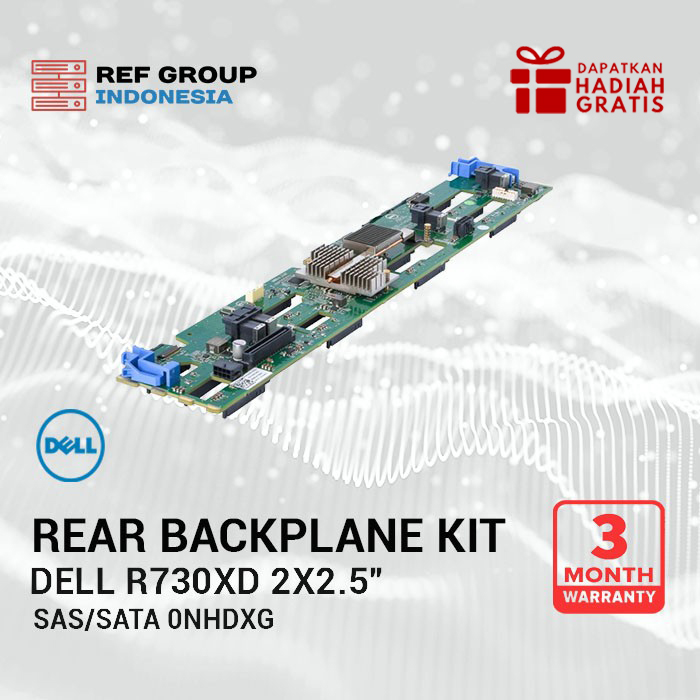 REF GROUP
INDONESIA
DAPATKAN
HADIAH
GRATIS
DELL
REAR BACKPLANE KIT
DELL R730XD 2X2.5"
SAS/SATA 0NHDXG
3
MONTH
WARRANTY